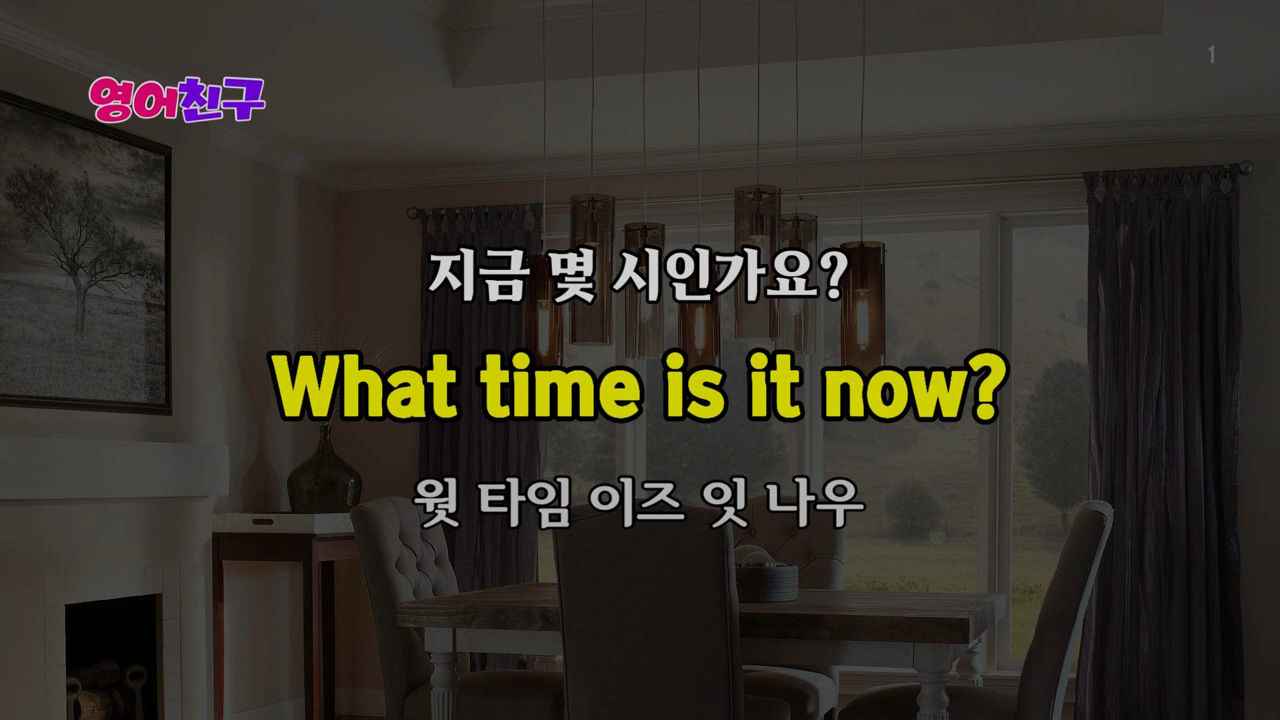 1
영어친구
지금 몇 시인가요?
What time is it now?
웟 타임 이즈 잇 나우